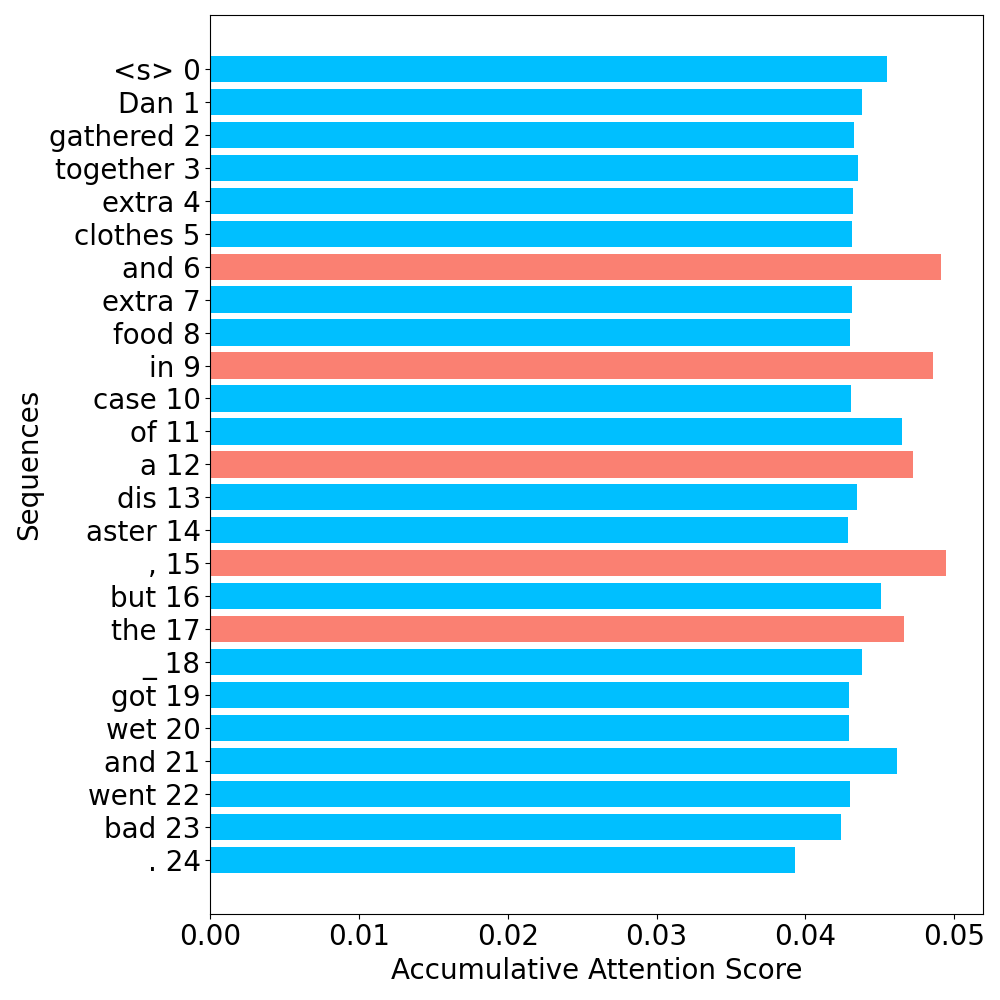 <s> 0
Dan 1
gathered 2
together 3
extra 4
clothes 5
and 6
extra 7
food 8
in 9
case 10
of 11
a 12
dis 13
aster 14
, 15
but 16
the 17
_ 18
got 19
wet 20
and 21
went 22
bad 23
. 24
Sequences
0.00 0.01 0.02 0.03 0.04 0.05
Accumulative Attention Score